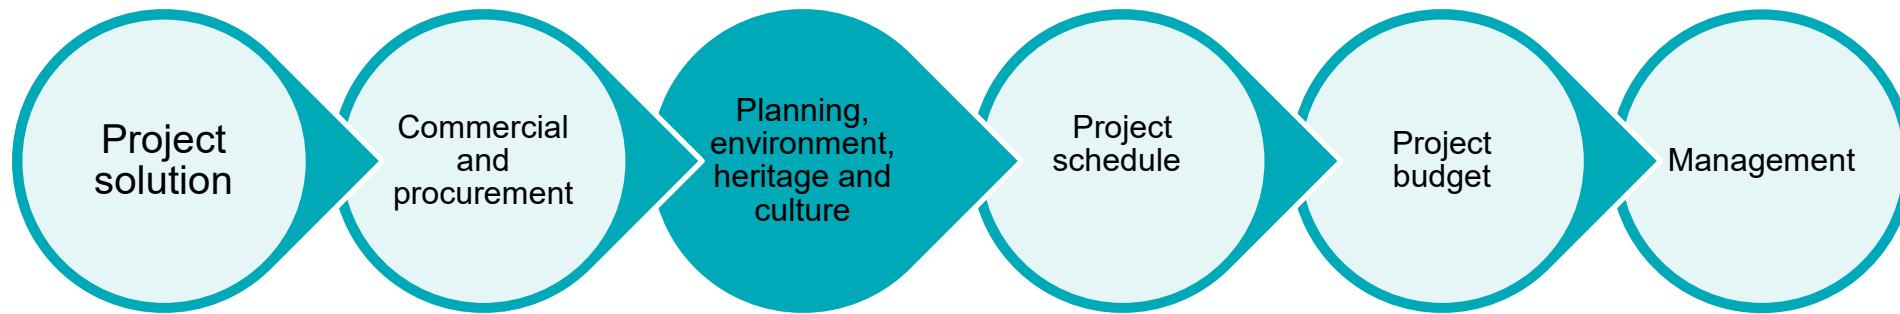 Project
solution
Commercial
and
procurement
Planning,
environment,
heritage and
culture
Project
schedule
Project
budget
Management